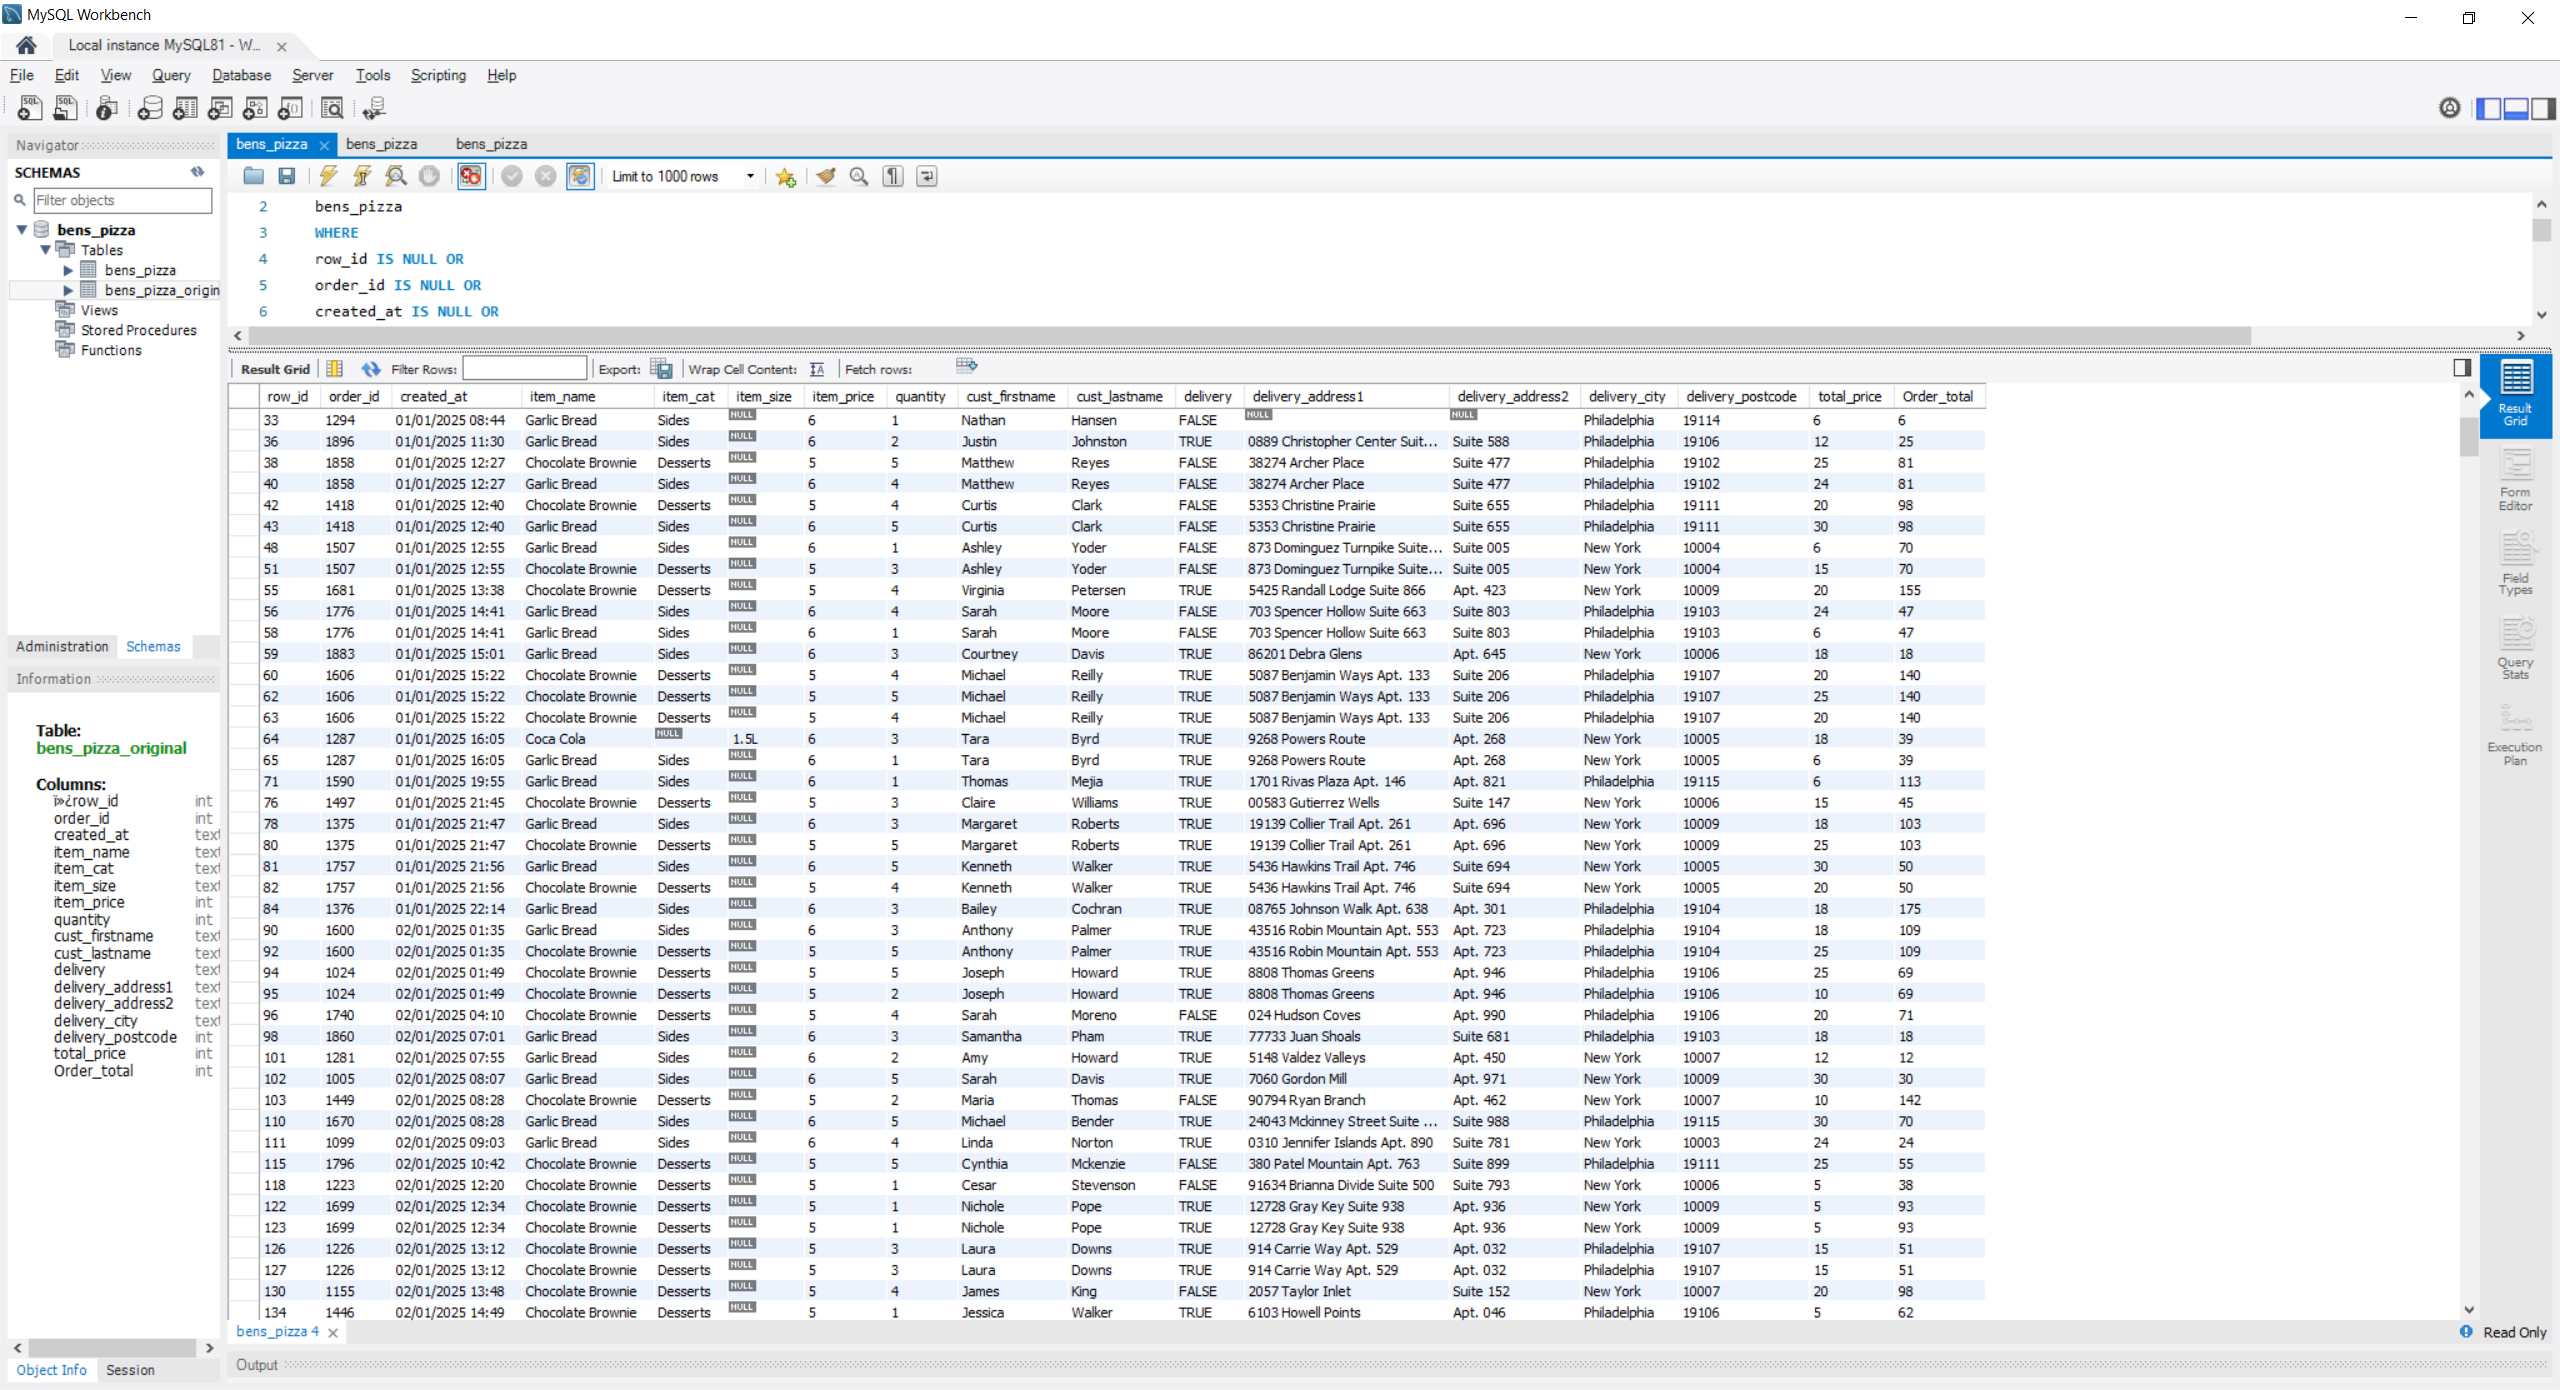 MySQL Workbench
Local instance MySQL81 - W...
File Edit View Query Database Server Tools Scripting Help
Navigator
SCHEMAS
Filter objects
bens_pizza
Tables
bens_pizza
bens_pizza_origin
Views
Stored Procedures
Functions
Administration Schemas
Information
Table:
bens_pizza_original
Columns:
ï»¿row_id int
order_id int
created_at text
item_name text
item_cat text
item_size text
item_price int
quantity int
cust_firstname text
cust_lastname text
delivery text
delivery_address1 text
delivery_address2 text
delivery_city text
delivery_postcode int
total_price int
Order_total int
Object Info Session
bens_pizza bens_pizza bens_pizza
Limit to 1000 rows
2 bens_pizza
3 WHERE
4 row_id IS NULL OR
5 order_id IS NULL OR
6 created_at IS NULL OR
Result Grid Filter Rows: Export: Wrap Cell Content: Fetch rows:
row_id order_id created_at item_name item_cat item_size item_price quantity cust_firstname cust_lastname delivery delivery_address1 delivery_address2 delivery_city delivery_postcode total_price Order_total
33 1294 01/01/2025 08:44 Garlic Bread Sides NULL 6 1 Nathan Hansen FALSE NULL NULL Philadelphia 19114 6 6
36 1896 01/01/2025 11:30 Garlic Bread Sides NULL 6 2 Justin Johnston TRUE 0889 Christopher Center Suit... Suite 588 Philadelphia 19106 12 25
38 1858 01/01/2025 12:27 Chocolate Brownie Desserts NULL 5 5 Matthew Reyes FALSE 38274 Archer Place Suite 477 Philadelphia 19102 25 81
40 1858 01/01/2025 12:27 Garlic Bread Sides NULL 6 4 Matthew Reyes FALSE 38274 Archer Place Suite 477 Philadelphia 19102 24 81
42 1418 01/01/2025 12:40 Chocolate Brownie Desserts NULL 5 4 Curtis Clark FALSE 5353 Christine Prairie Suite 655 Philadelphia 19111 20 98
43 1418 01/01/2025 12:40 Garlic Bread Sides NULL 6 5 Curtis Clark FALSE 5353 Christine Prairie Suite 655 Philadelphia 19111 30 98
48 1507 01/01/2025 12:55 Garlic Bread Sides NULL 6 1 Ashley Yoder FALSE 873 Dominguez Turnpike Suite... Suite 005 New York 10004 6 70
51 1507 01/01/2025 12:55 Chocolate Brownie Desserts NULL 5 3 Ashley Yoder FALSE 873 Dominguez Turnpike Suite... Suite 005 New York 10004 15 70
55 1681 01/01/2025 13:38 Chocolate Brownie Desserts NULL 5 4 Virginia Petersen TRUE 5425 Randall Lodge Suite 866 Apt. 423 New York 10009 20 155
56 1776 01/01/2025 14:41 Garlic Bread Sides NULL 6 4 Sarah Moore FALSE 703 Spencer Hollow Suite 663 Suite 803 Philadelphia 19103 24 47
58 1776 01/01/2025 14:41 Garlic Bread Sides NULL 6 1 Sarah Moore FALSE 703 Spencer Hollow Suite 663 Suite 803 Philadelphia 19103 6 47
59 1883 01/01/2025 15:01 Garlic Bread Sides NULL 6 3 Courtney Davis TRUE 86201 Debra Glens Apt. 645 New York 10006 18 18
60 1606 01/01/2025 15:22 Chocolate Brownie Desserts NULL 5 4 Michael Reilly TRUE 5087 Benjamin Ways Apt. 133 Suite 206 Philadelphia 19107 20 140
62 1606 01/01/2025 15:22 Chocolate Brownie Desserts NULL 5 5 Michael Reilly TRUE 5087 Benjamin Ways Apt. 133 Suite 206 Philadelphia 19107 25 140
63 1606 01/01/2025 15:22 Chocolate Brownie Desserts NULL 5 4 Michael Reilly TRUE 5087 Benjamin Ways Apt. 133 Suite 206 Philadelphia 19107 20 140
64 1287 01/01/2025 16:05 Coca Cola NULL 1.5L 6 3 Tara Byrd TRUE 9268 Powers Route Apt. 268 New York 10005 18 39
65 1287 01/01/2025 16:05 Garlic Bread Sides NULL 6 1 Tara Byrd TRUE 9268 Powers Route Apt. 268 New York 10005 6 39
71 1590 01/01/2025 19:55 Garlic Bread Sides NULL 6 1 Thomas Mejia TRUE 1701 Rivas Plaza Apt. 146 Apt. 821 Philadelphia 19115 6 113
76 1497 01/01/2025 21:45 Chocolate Brownie Desserts NULL 5 3 Claire Williams TRUE 00583 Gutierrez Wells Suite 147 New York 10006 15 45
78 1375 01/01/2025 21:47 Garlic Bread Sides NULL 6 3 Margaret Roberts TRUE 19139 Collier Trail Apt. 261 Apt. 696 New York 10009 18 103
80 1375 01/01/2025 21:47 Chocolate Brownie Desserts NULL 5 5 Margaret Roberts TRUE 19139 Collier Trail Apt. 261 Apt. 696 New York 10009 25 103
81 1757 01/01/2025 21:56 Garlic Bread Sides NULL 6 5 Kenneth Walker TRUE 5436 Hawkins Trail Apt. 746 Suite 694 New York 10005 30 50
82 1757 01/01/2025 21:56 Chocolate Brownie Desserts NULL 5 4 Kenneth Walker TRUE 5436 Hawkins Trail Apt. 746 Suite 694 New York 10005 20 50
84 1376 01/01/2025 22:14 Garlic Bread Sides NULL 6 3 Bailey Cochran TRUE 08765 Johnson Walk Apt. 638 Apt. 301 Philadelphia 19104 18 175
90 1600 02/01/2025 01:35 Garlic Bread Sides NULL 6 3 Anthony Palmer TRUE 43516 Robin Mountain Apt. 553 Apt. 723 Philadelphia 19104 18 109
92 1600 02/01/2025 01:35 Chocolate Brownie Desserts NULL 5 5 Anthony Palmer TRUE 43516 Robin Mountain Apt. 553 Apt. 723 Philadelphia 19104 25 109
94 1024 02/01/2025 01:49 Chocolate Brownie Desserts NULL 5 5 Joseph Howard TRUE 8808 Thomas Greens Apt. 946 Philadelphia 19106 25 69
95 1024 02/01/2025 01:49 Chocolate Brownie Desserts NULL 5 2 Joseph Howard TRUE 8808 Thomas Greens Apt. 946 Philadelphia 19106 10 69
96 1740 02/01/2025 04:10 Chocolate Brownie Desserts NULL 5 4 Sarah Moreno FALSE 024 Hudson Coves Apt. 990 Philadelphia 19106 20 71
98 1860 02/01/2025 07:01 Garlic Bread Sides NULL 6 3 Samantha Pham TRUE 77733 Juan Shoals Suite 681 Philadelphia 19103 18 18
101 1281 02/01/2025 07:55 Garlic Bread Sides NULL 6 2 Amy Howard TRUE 5148 Valdez Valleys Apt. 450 New York 10007 12 12
102 1005 02/01/2025 08:07 Garlic Bread Sides NULL 6 5 Sarah Davis TRUE 7060 Gordon Mill Apt. 971 New York 10009 30 30
103 1449 02/01/2025 08:28 Chocolate Brownie Desserts NULL 5 2 Maria Thomas FALSE 90794 Ryan Branch Apt. 462 New York 10007 10 142
110 1670 02/01/2025 08:28 Garlic Bread Sides NULL 6 5 Michael Bender TRUE 24043 Mckinney Street Suite ... Suite 988 Philadelphia 19115 30 70
111 1099 02/01/2025 09:03 Garlic Bread Sides NULL 6 4 Linda Norton TRUE 0310 Jennifer Islands Apt. 890 Suite 781 New York 10003 24 24
115 1796 02/01/2025 10:42 Chocolate Brownie Desserts NULL 5 5 Cynthia Mckenzie FALSE 380 Patel Mountain Apt. 763 Suite 899 Philadelphia 19111 25 55
118 1223 02/01/2025 12:20 Chocolate Brownie Desserts NULL 5 1 Cesar Stevenson FALSE 91634 Brianna Divide Suite 500 Suite 793 New York 10006 5 38
122 1699 02/01/2025 12:34 Chocolate Brownie Desserts NULL 5 1 Nichole Pope TRUE 12728 Gray Key Suite 938 Apt. 936 New York 10009 5 93
123 1699 02/01/2025 12:34 Chocolate Brownie Desserts NULL 5 1 Nichole Pope TRUE 12728 Gray Key Suite 938 Apt. 936 New York 10009 5 93
126 1226 02/01/2025 13:12 Chocolate Brownie Desserts NULL 5 3 Laura Downs TRUE 914 Carrie Way Apt. 529 Apt. 032 Philadelphia 19107 15 51
127 1226 02/01/2025 13:12 Chocolate Brownie Desserts NULL 5 3 Laura Downs TRUE 914 Carrie Way Apt. 529 Apt. 032 Philadelphia 19107 15 51
130 1155 02/01/2025 13:48 Chocolate Brownie Desserts NULL 5 4 James King FALSE 2057 Taylor Inlet Suite 152 New York 10007 20 98
134 1446 02/01/2025 14:49 Chocolate Brownie Desserts NULL 5 1 Jessica Walker TRUE 6103 Howell Points Apt. 046 Philadelphia 19106 5 62
bens_pizza 4
Read Only
Output
Result
Grid
Form
Editor
Field
Types
Query
Stats
Execution
Plan